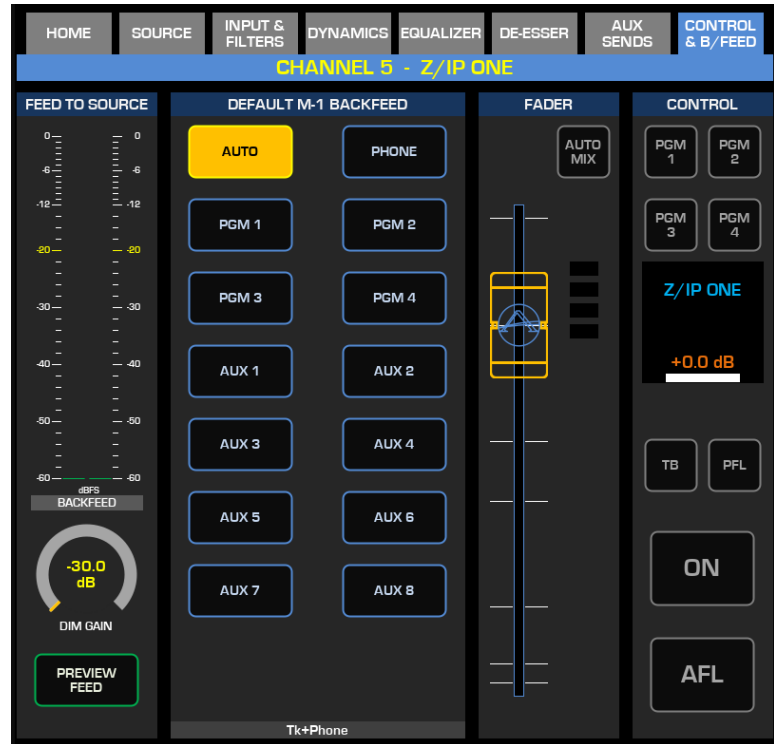 HOME
SOURCE
INPUT &
FILTERS
DYNAMICS
EQUALIZER
DE-ESSER
AUX
SENDS
CONTROL
& B/FEED
CHANNEL 5 - Z/IP ONE
FEED TO SOURCE
0 0
-6 -6
-12 -12
-20 -20
-30 -30
-40 -40
-50 -50
-60 -60
dBFS
BACKFEED
-30.0
dB
DIM GAIN
PREVIEW
FEED
DEFAULT M-1 BACKFEED
AUTO
PHONE
PGM 1
PGM 2
PGM 3
PGM 4
AUX 1
AUX 2
AUX 3
AUX 4
AUX 5
AUX 6
AUX 7
AUX 8
Tk+Phone
FADER
AUTO
MIX
CONTROL
PGM
1
PGM
2
PGM
3
PGM
4
Z/IP ONE
+0.0 dB
TB
PFL
ON
AFL